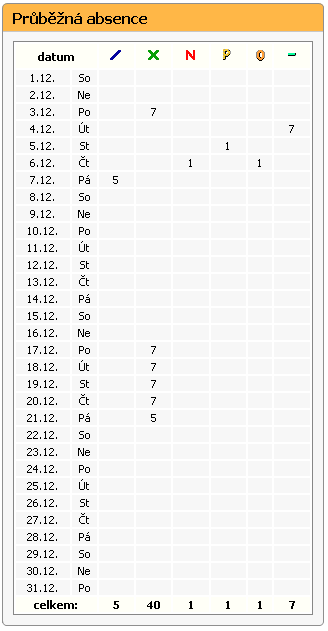 Průběžná absence
datum / X N P O –
1.12. So
2.12. Ne
3.12. Po 7
4.12. Út 7
5.12. St 1
6.12. Čt 1 1
7.12. Pá 5
8.12. So
9.12. Ne
10.12. Po
11.12. Út
12.12. St
13.12. Čt
14.12. Pá
15.12. So
16.12. Ne
17.12. Po 7
18.12. Út 7
19.12. St 7
20.12. Čt 7
21.12. Pá 5
22.12. So
23.12. Ne
24.12. Po
25.12. Út
26.12. St
27.12. Čt
28.12. Pá
29.12. So
30.12. Ne
31.12. Po
celkem: 5 40 1 1 1 7